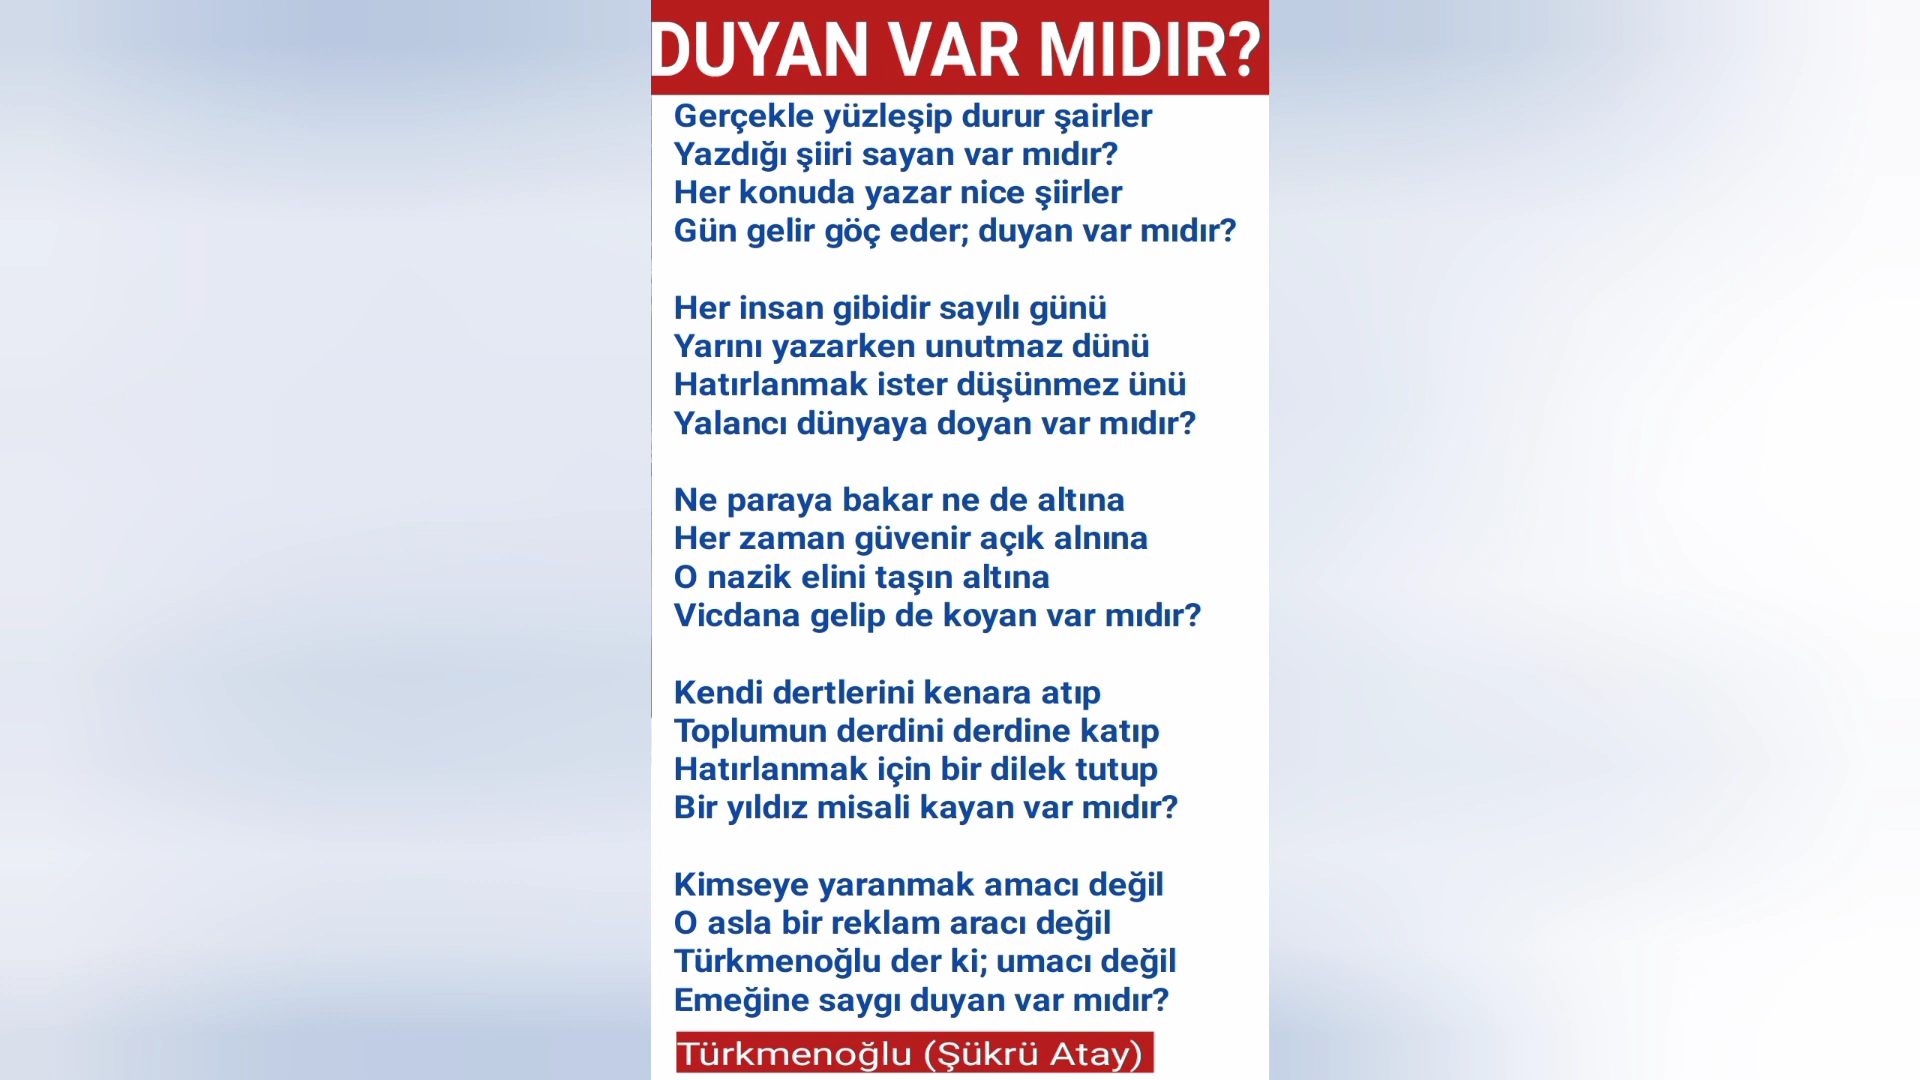 DUYAN VAR MIDIR?
Gerçekle yüzleşip durur şairler
Yazdığı şiiri sayan var mıdır?
Her konuda yazar nice şiirler
Gün gelir göç eder; duyan var mıdır?
Her insan gibidir sayılı günü
Yarını yazarken unutmaz dünü
Hatırlanmak ister düşünmez ünü
Yalancı dünyaya doyan var mıdır?
Ne paraya bakar ne de altına
Her zaman güvenir açık alnına
O nazik elini taşın altına
Vicdana gelip de koyan var mıdır?
Kendi dertlerini kenara atıp
Toplumun derdini derdine katıp
Hatırlanmak için bir dilek tutup
Bir yıldız misali kayan var mıdır?
Kimseye yaranmak amacı değil
O asla bir reklam aracı değil
Türkmenoğlu der ki; umacı değil
Emeğine saygı duyan var mıdır?
Türkmenoğlu (Şükrü Atay)